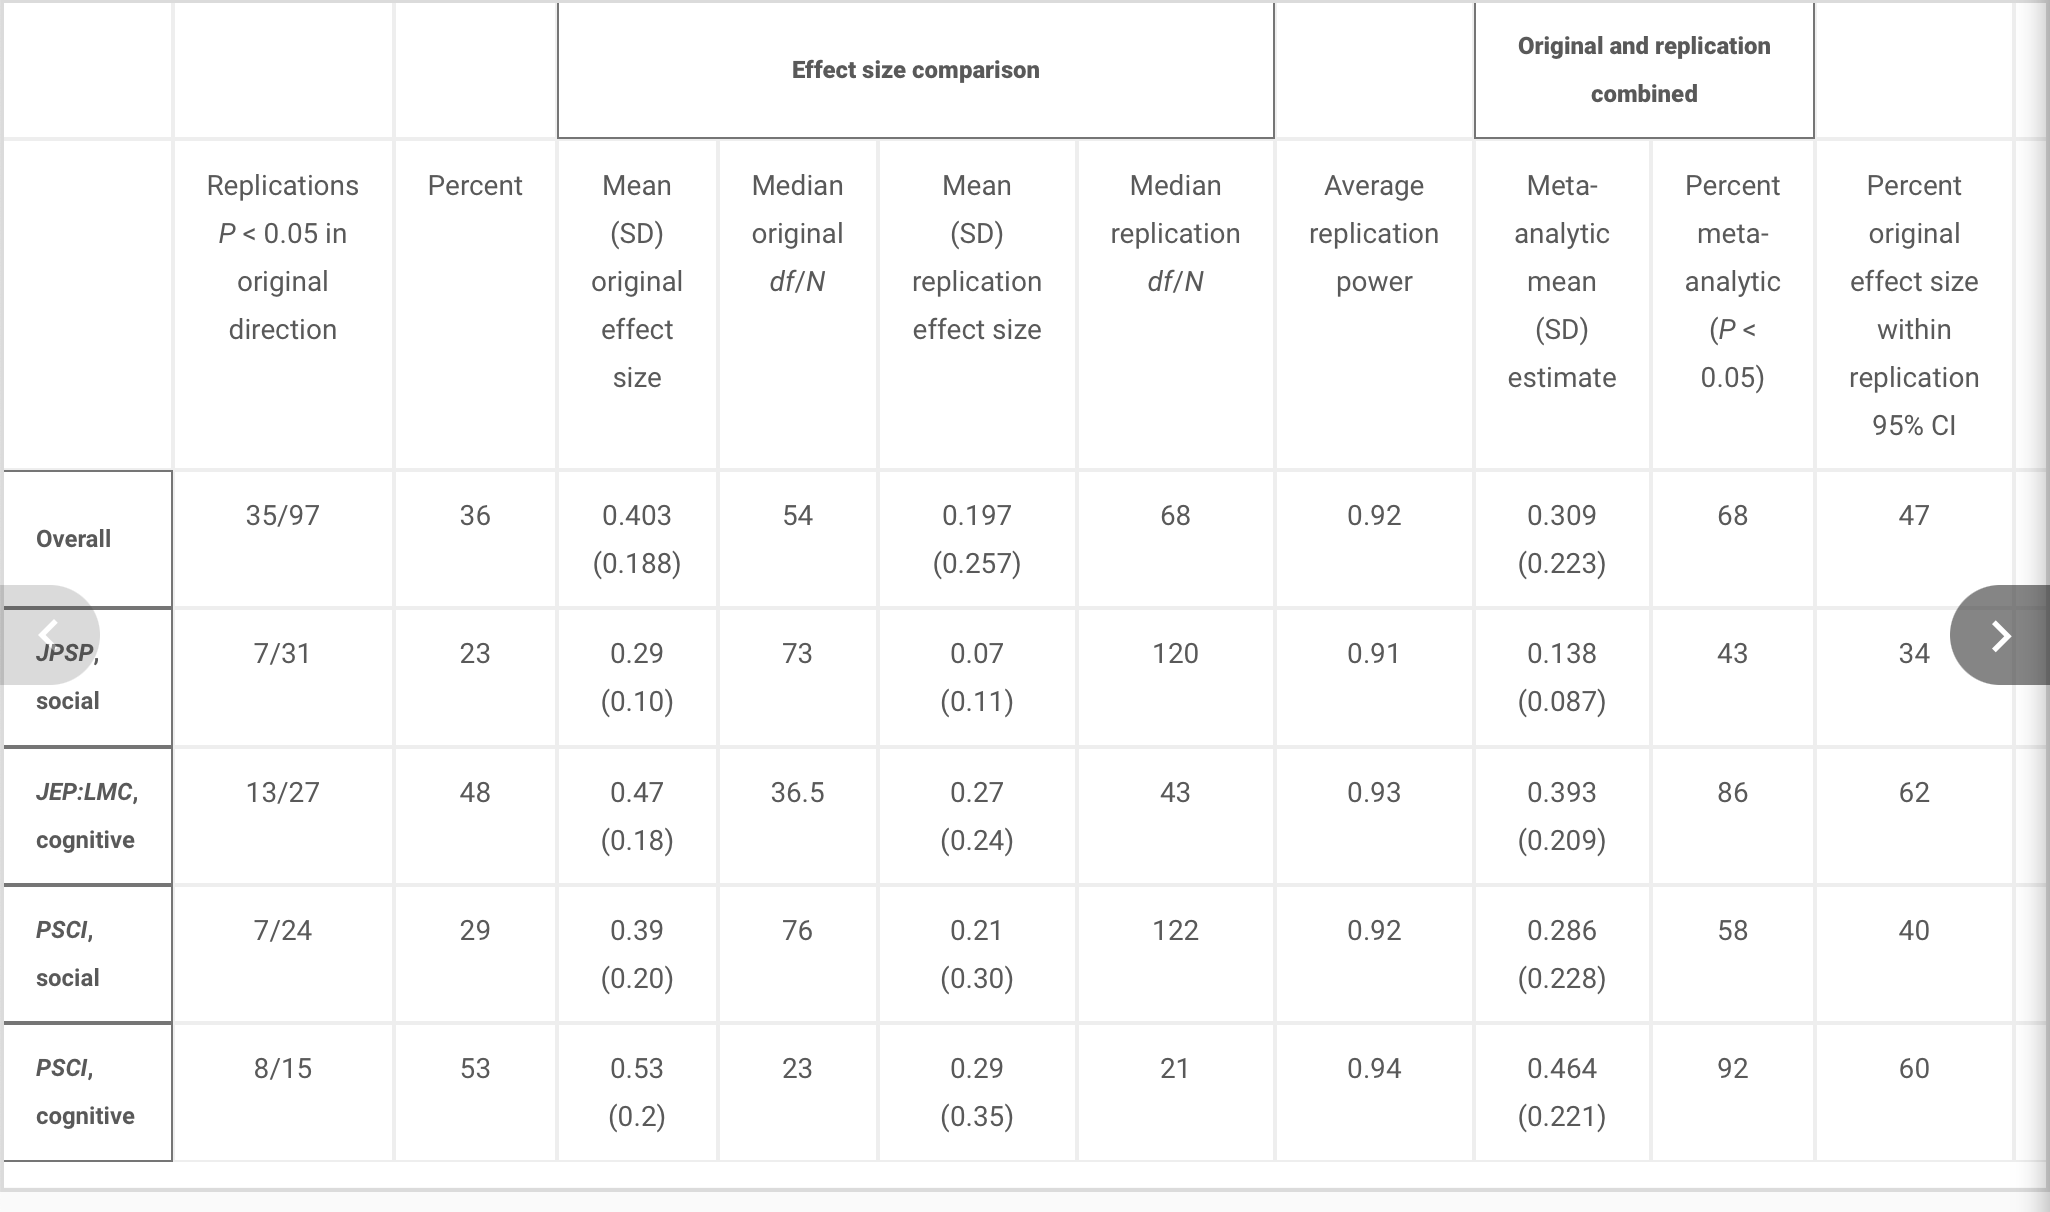 Effect size comparison
Original and replication
combined
Replications
P < 0.05 in
original
direction
Percent
Mean
(SD)
original
effect
size
Median
original
df/N
Mean
(SD)
replication
effect size
Median
replication
df/N
Average
replication
power
Meta-
analytic
mean
(SD)
estimate
Percent
meta-
analytic
(P <
0.05)
Percent
original
effect size
within
replication
95% CI
Overall
35/97
36
0.403
(0.188)
54
0.197
(0.257)
68
0.92
0.309
(0.223)
68
47
JPSP,
social
7/31
23
0.29
(0.10)
73
0.07
(0.11)
120
0.91
0.138
(0.087)
43
34
JEP:LMC,
cognitive
13/27
48
0.47
(0.18)
36.5
0.27
(0.24)
43
0.93
0.393
(0.209)
86
62
PSCI,
social
7/24
29
0.39
(0.20)
76
0.21
(0.30)
122
0.92
0.286
(0.228)
58
40
PSCI,
cognitive
8/15
53
0.53
(0.2)
23
0.29
(0.35)
21
0.94
0.464
(0.221)
92
60